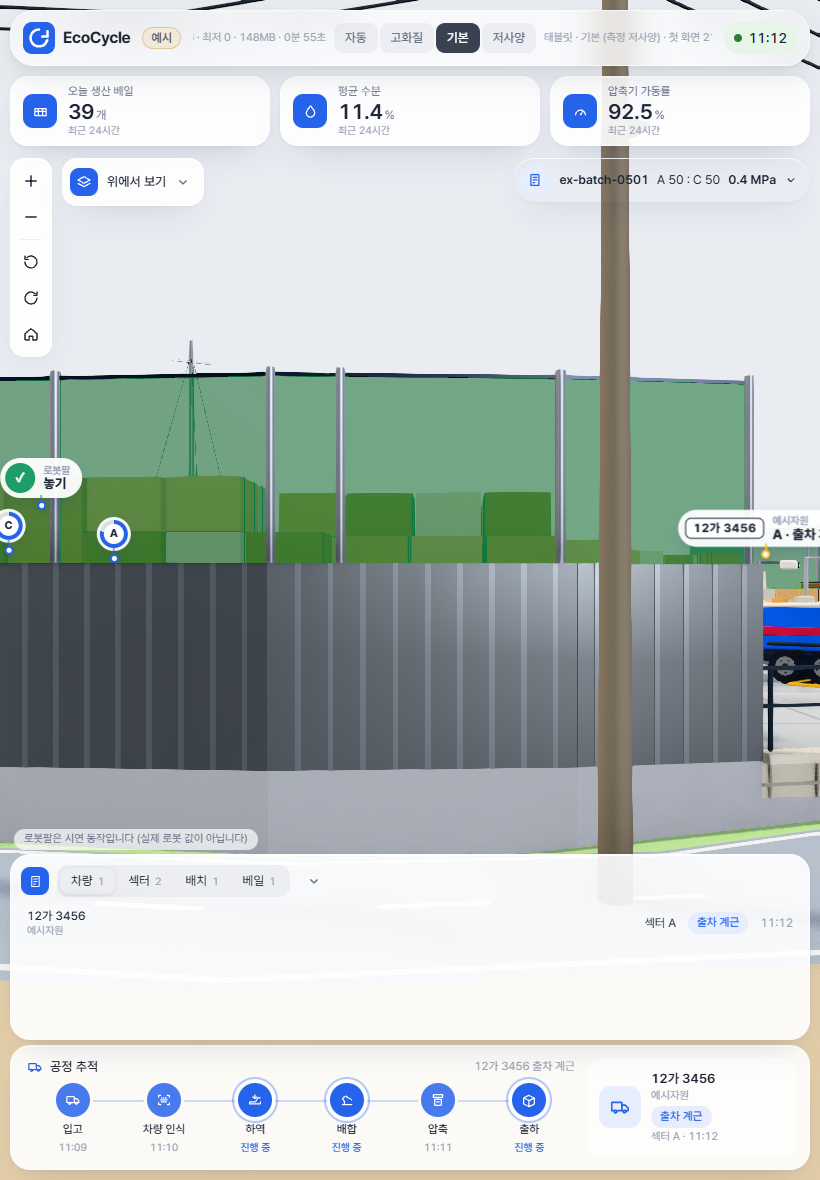 EcoCycle 예시 · 최저 0 · 148MB · 0분 55초 자동 고화질 기본 저사양 태블릿 · 기본 (측정 저사양) · 첫 화면 11:12
오늘 생산 베일
39개
최근 24시간
평균 수분
11.4%
최근 24시간
압축기 가동률
92.5%
최근 24시간
위에서 보기
ex-batch-0501 A 50 : C 50 0.4 MPa
로봇팔
놓기
C
A
12가 3456
예시자원
A · 출차
로봇팔은 시연 동작입니다 (실제 로봇 값이 아닙니다)
차량 1 섹터 2 배치 1 베일 1
12가 3456
예시자원
섹터 A 출차 계근 11:12
공정 추적
12가 3456 출차 계근
입고 차량 인식 하역 배합 압축 출하
11:09 11:10 진행 중 진행 중 11:11 진행 중
12가 3456
예시자원
출차 계근
섹터 A · 11:12